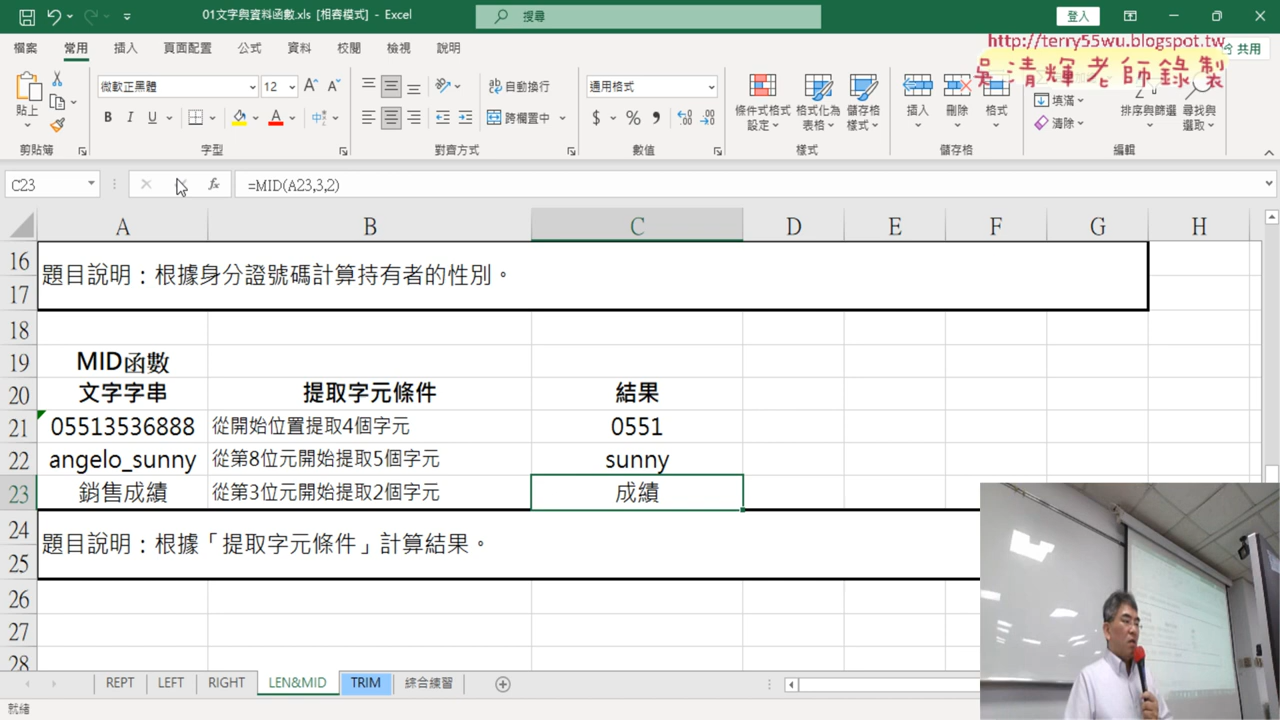 01文字與資料函數.xls [相容模式] - Excel
搜尋
登入
http://terry55wu.blogspot.tw
吳清輝老師錄製
檔案 常用 插入 頁面配置 公式 資料 校閱 檢視 說明
共用
貼上
微軟正黑體 12
B I U
自動換行
跨欄置中
通用格式
$ % ,
條件式格式設定 格式化為表格 儲存格樣式
插入 刪除 格式
填滿
清除
排序與篩選 尋找與選取
剪貼簿 字型 對齊方式 數值 樣式 儲存格 編輯
C23 fx =MID(A23,3,2)
A B C D E F G H
16
17
題目說明：根據身分證號碼計算持有者的性別。
18
19 MID函數
20 文字字串 提取字元條件 結果
21 05513536888 從開始位置提取4個字元 0551
22 angelo_sunny 從第8位元開始提取5個字元 sunny
23 銷售成績 從第3位元開始提取2個字元 成績
24
25
題目說明：根據「提取字元條件」計算結果。
26
27
28
REPT LEFT RIGHT LEN&MID TRIM 綜合練習
就緒